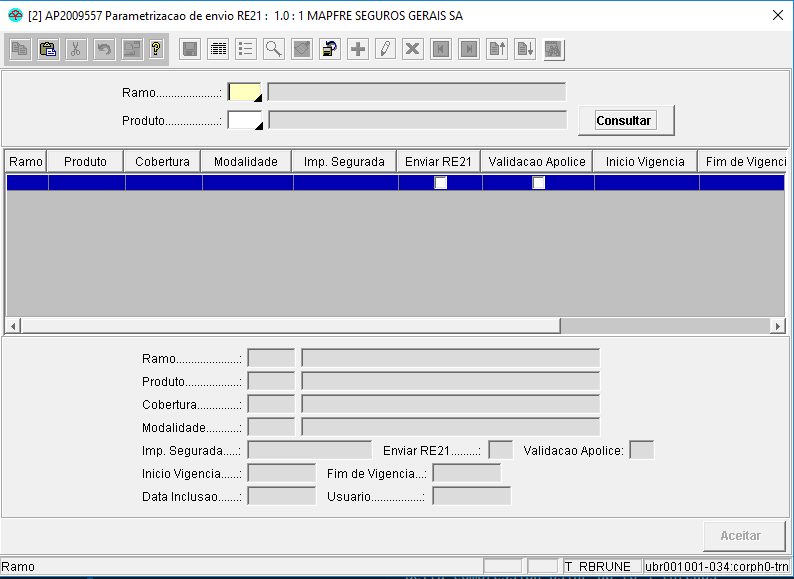 [2] AP2009557 Parametrizacao de envio RE21 : 1.0 : 1 MAPFRE SEGUROS GERAIS SA
Ramo.....................:
Produto..................:
Consultar
Ramo Produto Cobertura Modalidade Imp. Segurada Enviar RE21 Validacao Apolice Inicio Vigencia Fim de Vigenci
Ramo.....................:
Produto..................:
Cobertura.............:
Modalidade...........:
Imp. Segurada.....: Enviar RE21.........: Validacao Apolice:
Inicio Vigencia......: Fim de Vigencia...:
Data Inclusao.......: Usuario.................:
Aceitar
Ramo T_RBRUNE ubr001001-034:corph0-trn